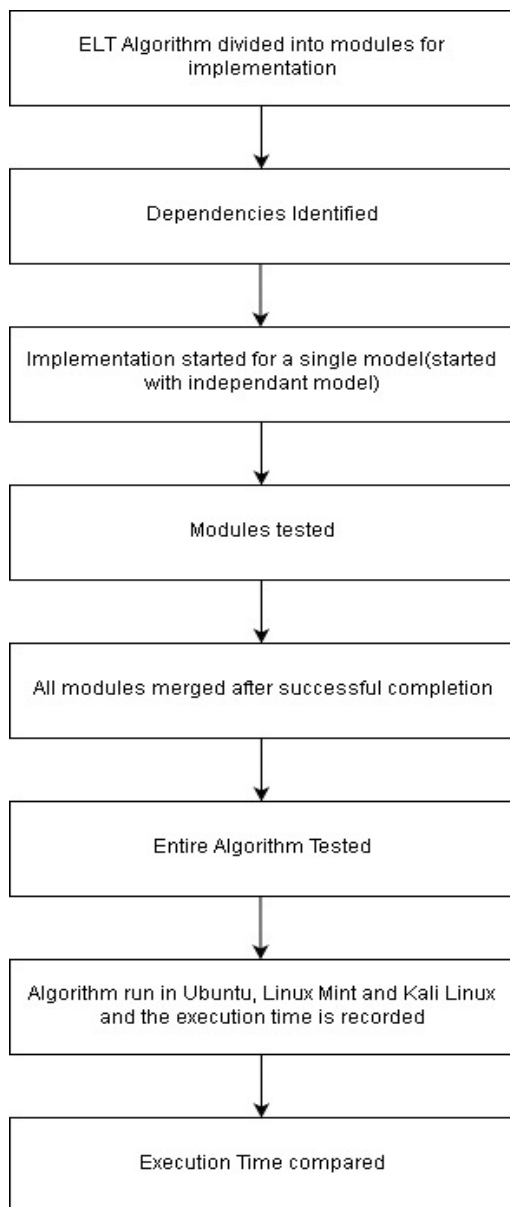 ELT Algorithm divided into modules for
implementation
Dependencies Identified
Implementation started for a single model(started
with independant model)
Modules tested
All modules merged after successful completion
Entire Algorithm Tested
Algorithm run in Ubuntu, Linux Mint and Kali Linux
and the execution time is recorded
Execution Time compared